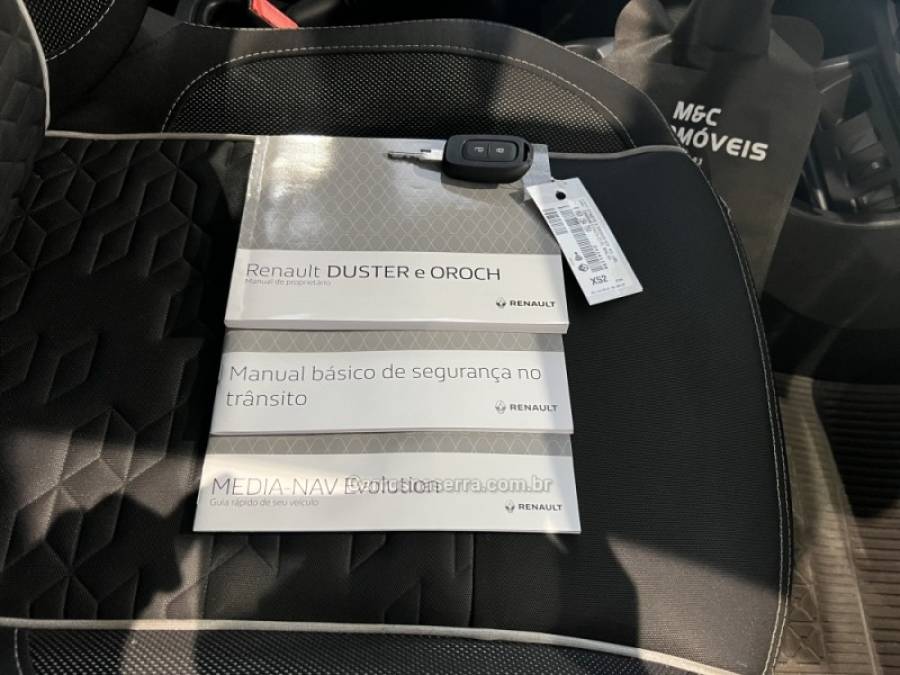 M&C
MÓVEIS
Renault DUSTER e OROCH
Manual de proprietário
RENAULT
XS2
Manual básico de segurança no
trânsito
RENAULT
MEDIA-NAV Evolution
Guia rápido de seu veículo
RENAULT